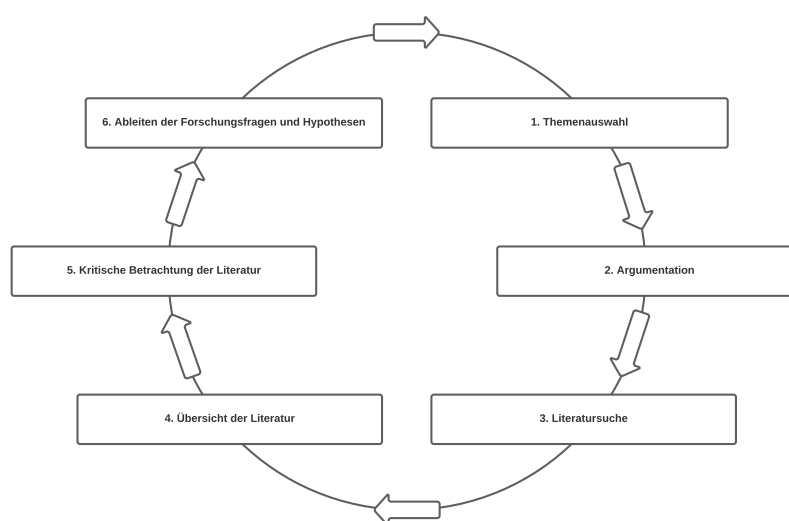 6. Ableiten der Forschungsfragen und Hypothesen
1. Themenauswahl
5. Kritische Betrachtung der Literatur
2. Argumentation
4. Übersicht der Literatur
3. Literatursuche